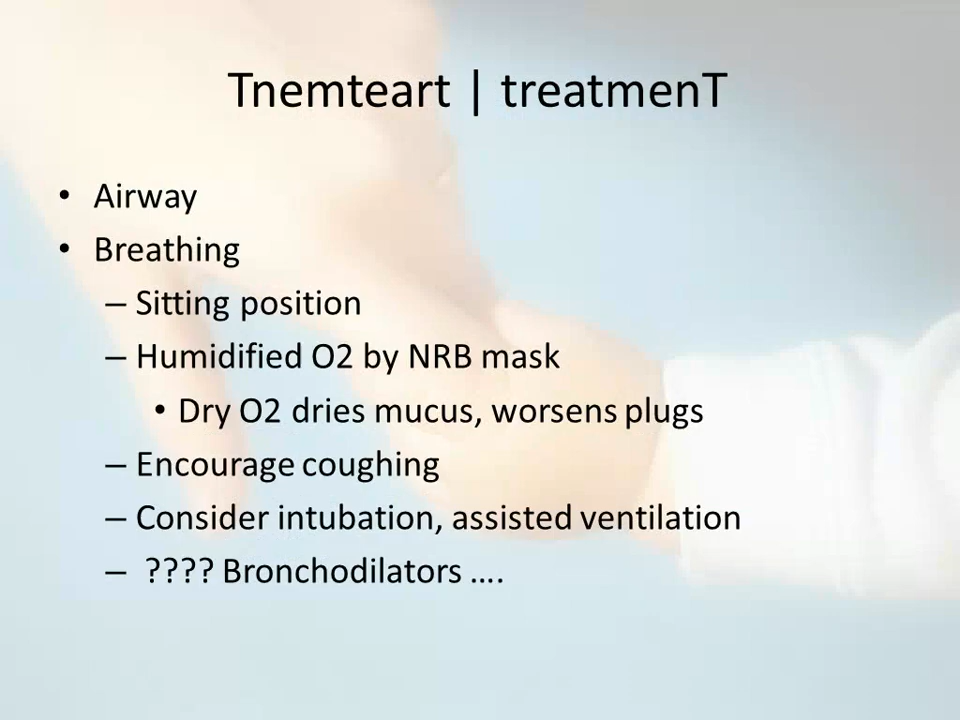 Tnemteart | treatmenT
• Airway
• Breathing
– Sitting position
– Humidified O2 by NRB mask
• Dry O2 dries mucus, worsens plugs
– Encourage coughing
– Consider intubation, assisted ventilation
– ???? Bronchodilators ….